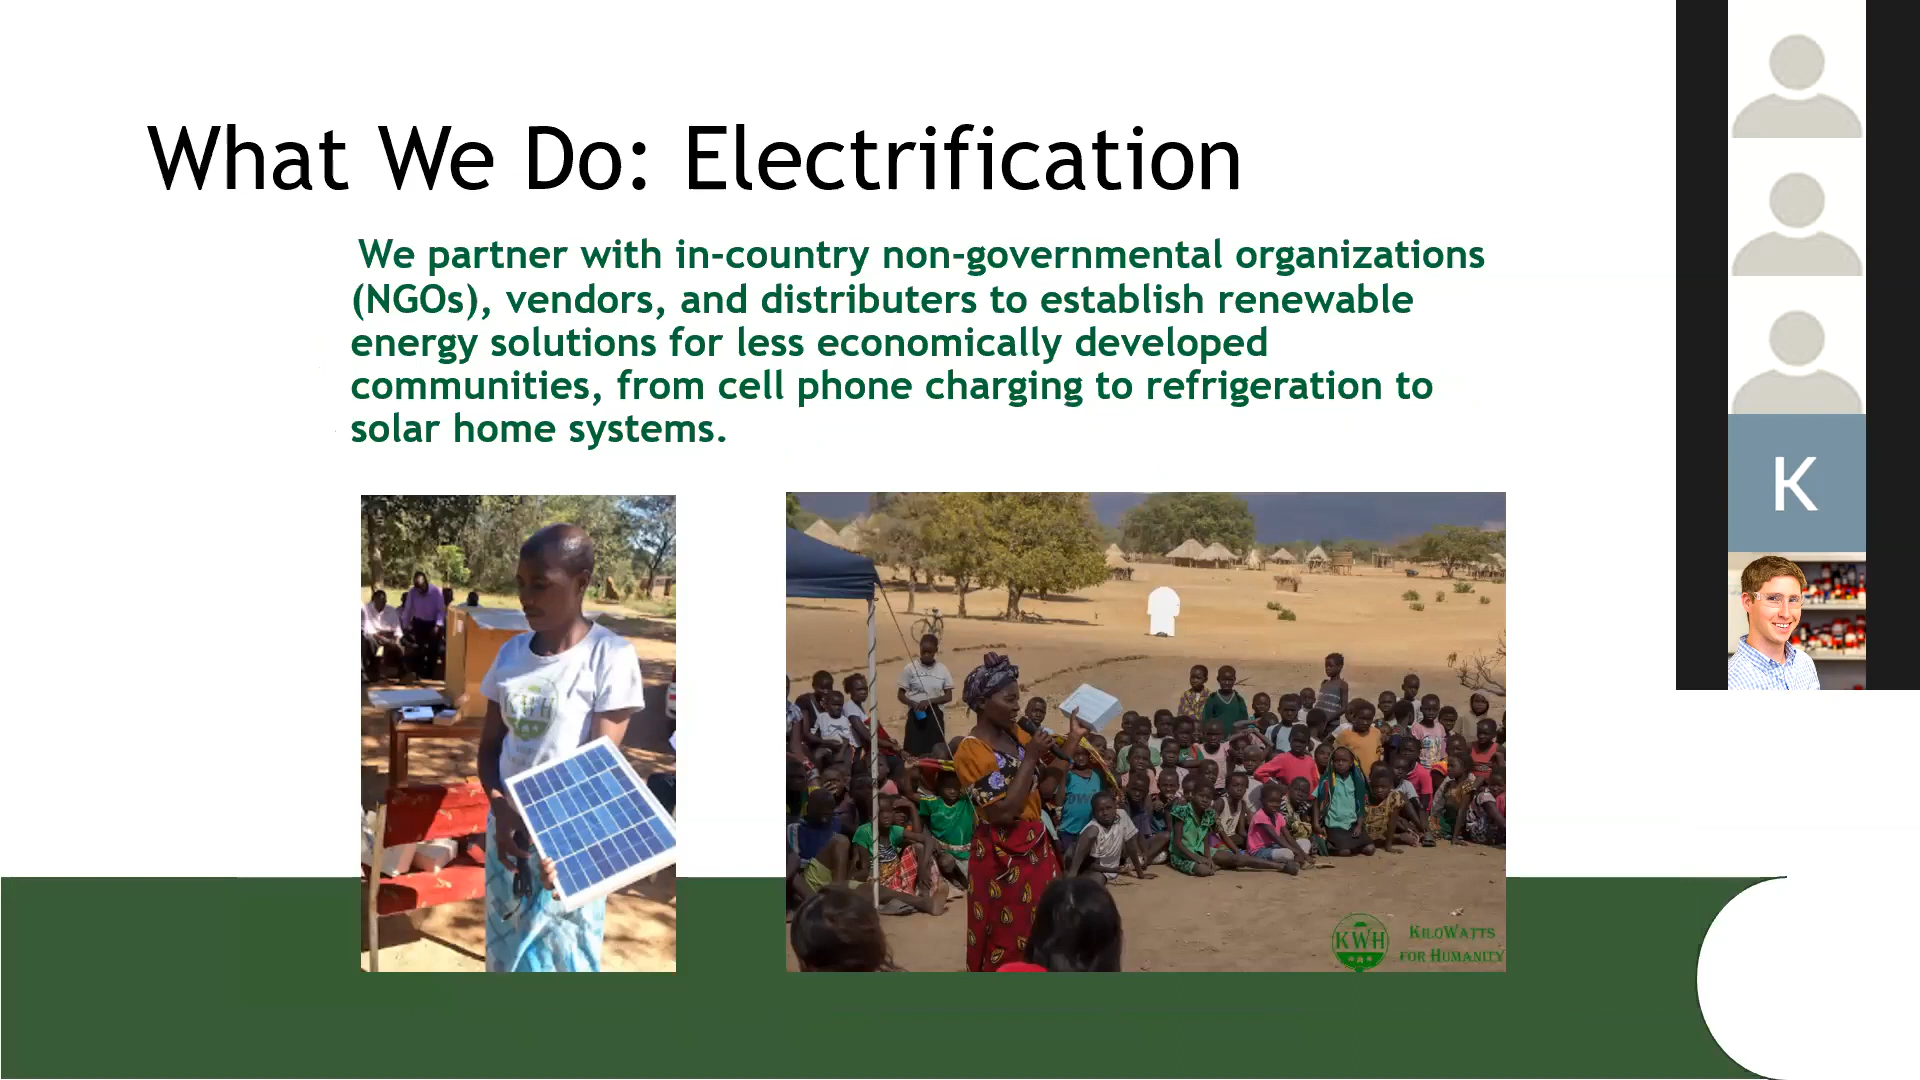 What We Do: Electrification
We partner with in-country non-governmental organizations
(NGOs), vendors, and distributers to establish renewable
energy solutions for less economically developed
communities, from cell phone charging to refrigeration to
solar home systems.
K
KWH
KWH
KILOWATTS
FOR HUMANITY